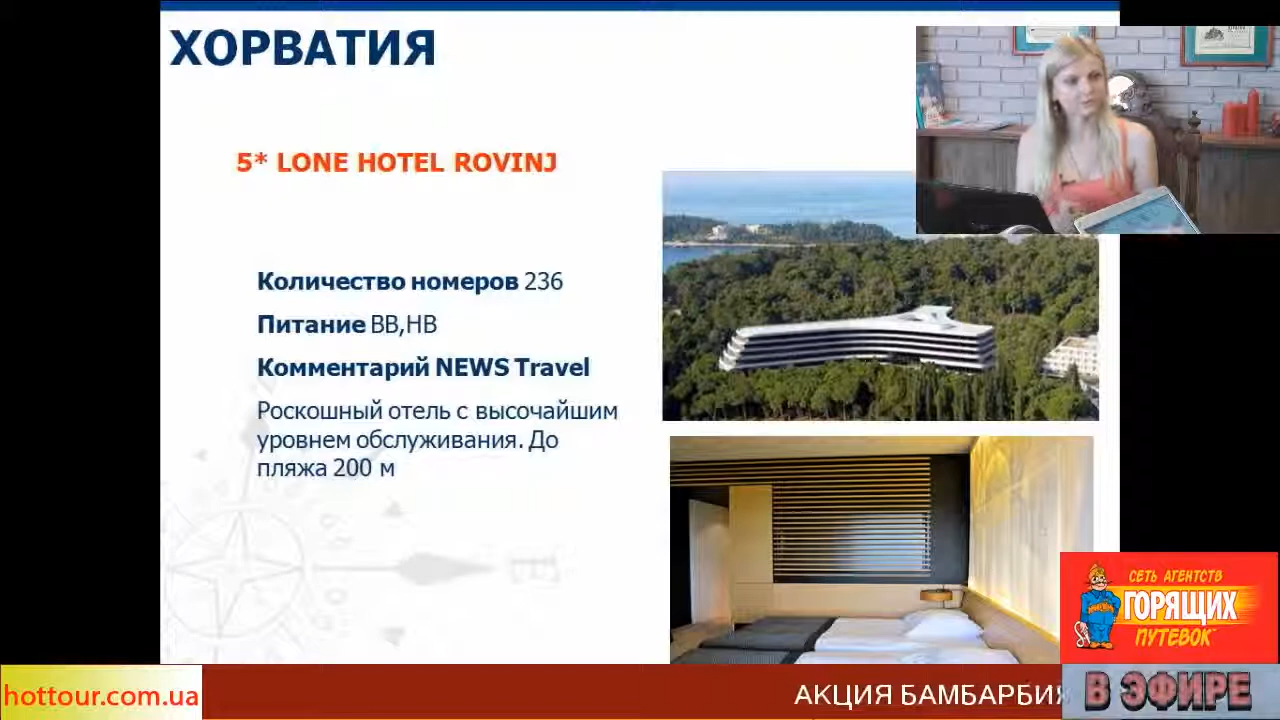 ХОРВАТИЯ
5* LONE HOTEL ROVINJ
Количество номеров 236
Питание BB,HB
Комментарий NEWS Travel
Роскошный отель с высочайшим
уровнем обслуживания. До
пляжа 200 м
СЕТЬ АГЕНТСТВ
ГОРЯЩИХ
ПУТЕВОК
hottour.com.ua
АКЦИЯ БАМБАРБИЯ
В ЭФИРЕ